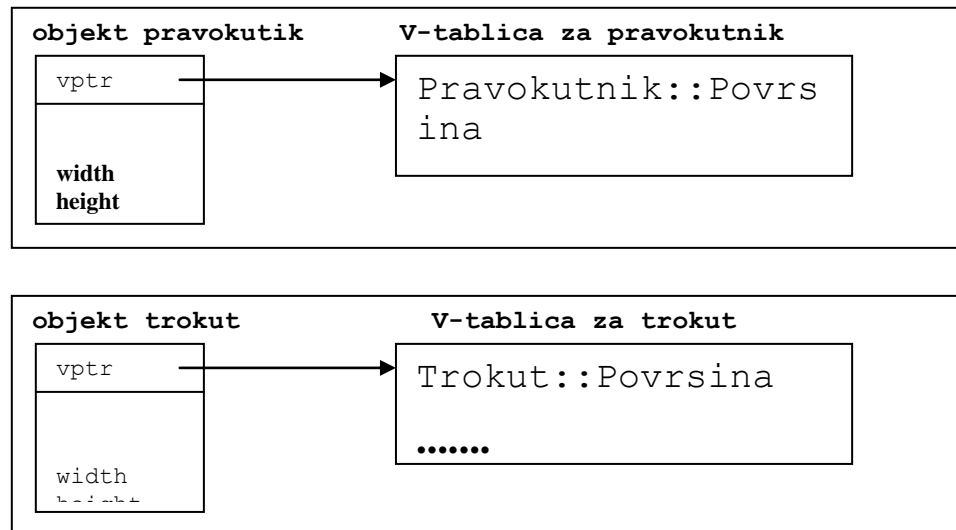 objekt pravokutik V-tablica za pravokutnik
vptr
Pravokutnik::Povrs
ina
width
height
objekt trokut V-tablica za trokut
vptr
Trokut::Povrsina
.......
width